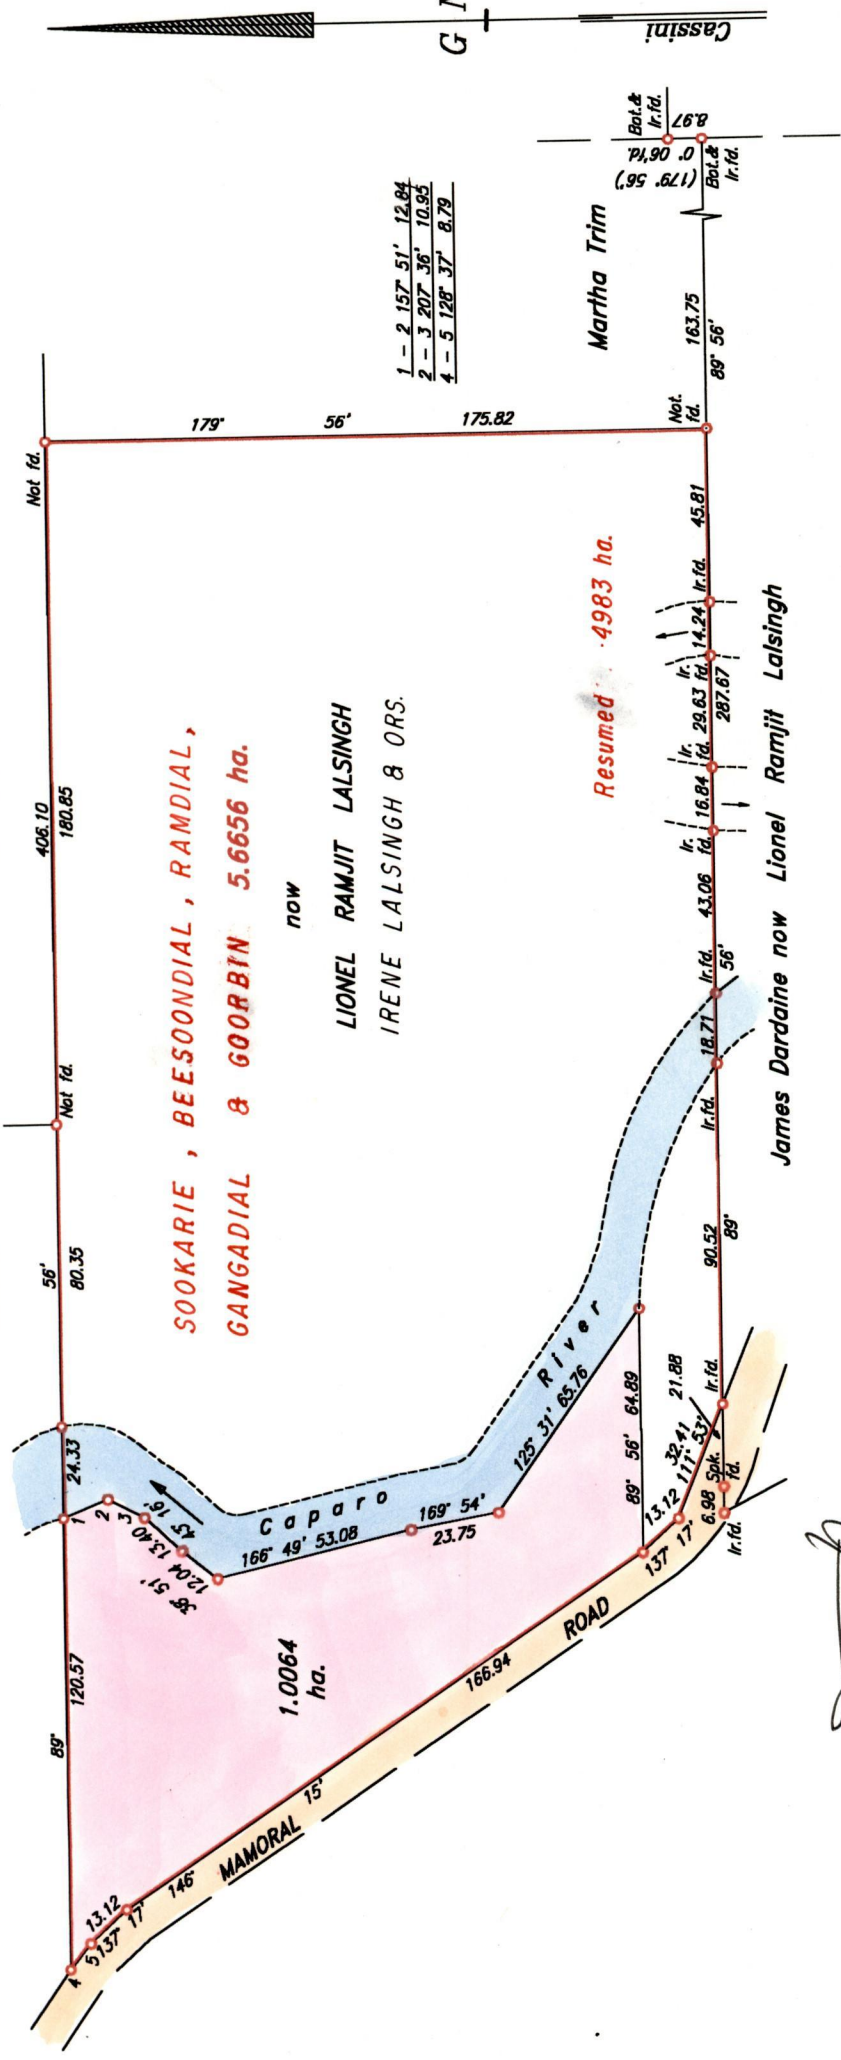 406.10
89° 56'
120.57
24.33
80.35
180.85
Not fd.
Not fd.
4
5
13.12
137° 17'
1
2
3
13.40
43° 16'
12.04
38° 51'
166° 49' 53.08
169° 54'
23.75
125° 31' 65.76
Caparo River
1.0064
ha.
MAMORAL ROAD
146° 15'
166.94
89° 56' 64.89
13.12
137° 17'
32.41
111° 53'
21.88
6.98
Spk.
fd.
Ir.fd.
Ir.fd.
SOOKARIE , BEESOONDIAL , RAMDIAL,
GANGADIAL & GOORBIN 5.6656 ha.
now
LIONEL RAMJIT LALSINGH
IRENE LALSINGH & ORS.
Resumed .4983 ha.
179° 56' 175.82
1 - 2 157° 51' 12.84
2 - 3 207° 36' 10.95
4 - 5 128° 37' 8.79
Martha Trim
90.52
Ir.fd.
18.71
Ir.fd.
43.06
Ir.
fd.
16.84
Ir.
fd.
29.63
Ir.
fd.
14.24
Ir.fd.
45.81
Not.
fd.
89° 56'
287.67
163.75
89° 56'
Bot.&
Ir.fd.
(179° 56')
0° 06' fd.
8.97
Bot.&
Ir.fd.
James Dardaine now Lionel Ramjit Lalsingh
G
Cassini